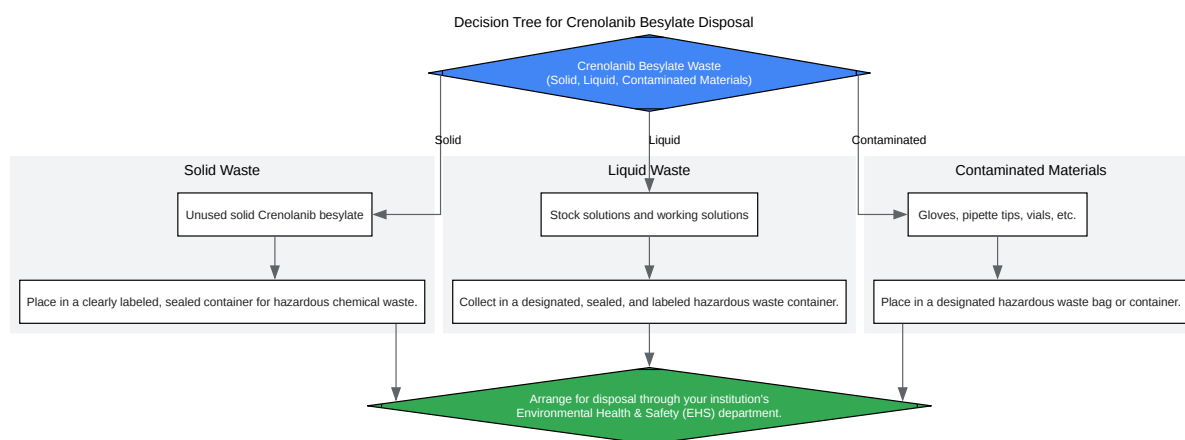 Decision Tree for Crenolanib Besylate Disposal
Crenolanib Besylate Waste
(Solid, Liquid, Contaminated Materials)
Solid
Liquid
Contaminated
Solid Waste
Liquid Waste
Contaminated Materials
Unused solid Crenolanib besylate
Stock solutions and working solutions
Gloves, pipette tips, vials, etc.
Place in a clearly labeled, sealed container for hazardous chemical waste.
Collect in a designated, sealed, and labeled hazardous waste container.
Place in a designated hazardous waste bag or container.
Arrange for disposal through your institution's
Environmental Health & Safety (EHS) department.